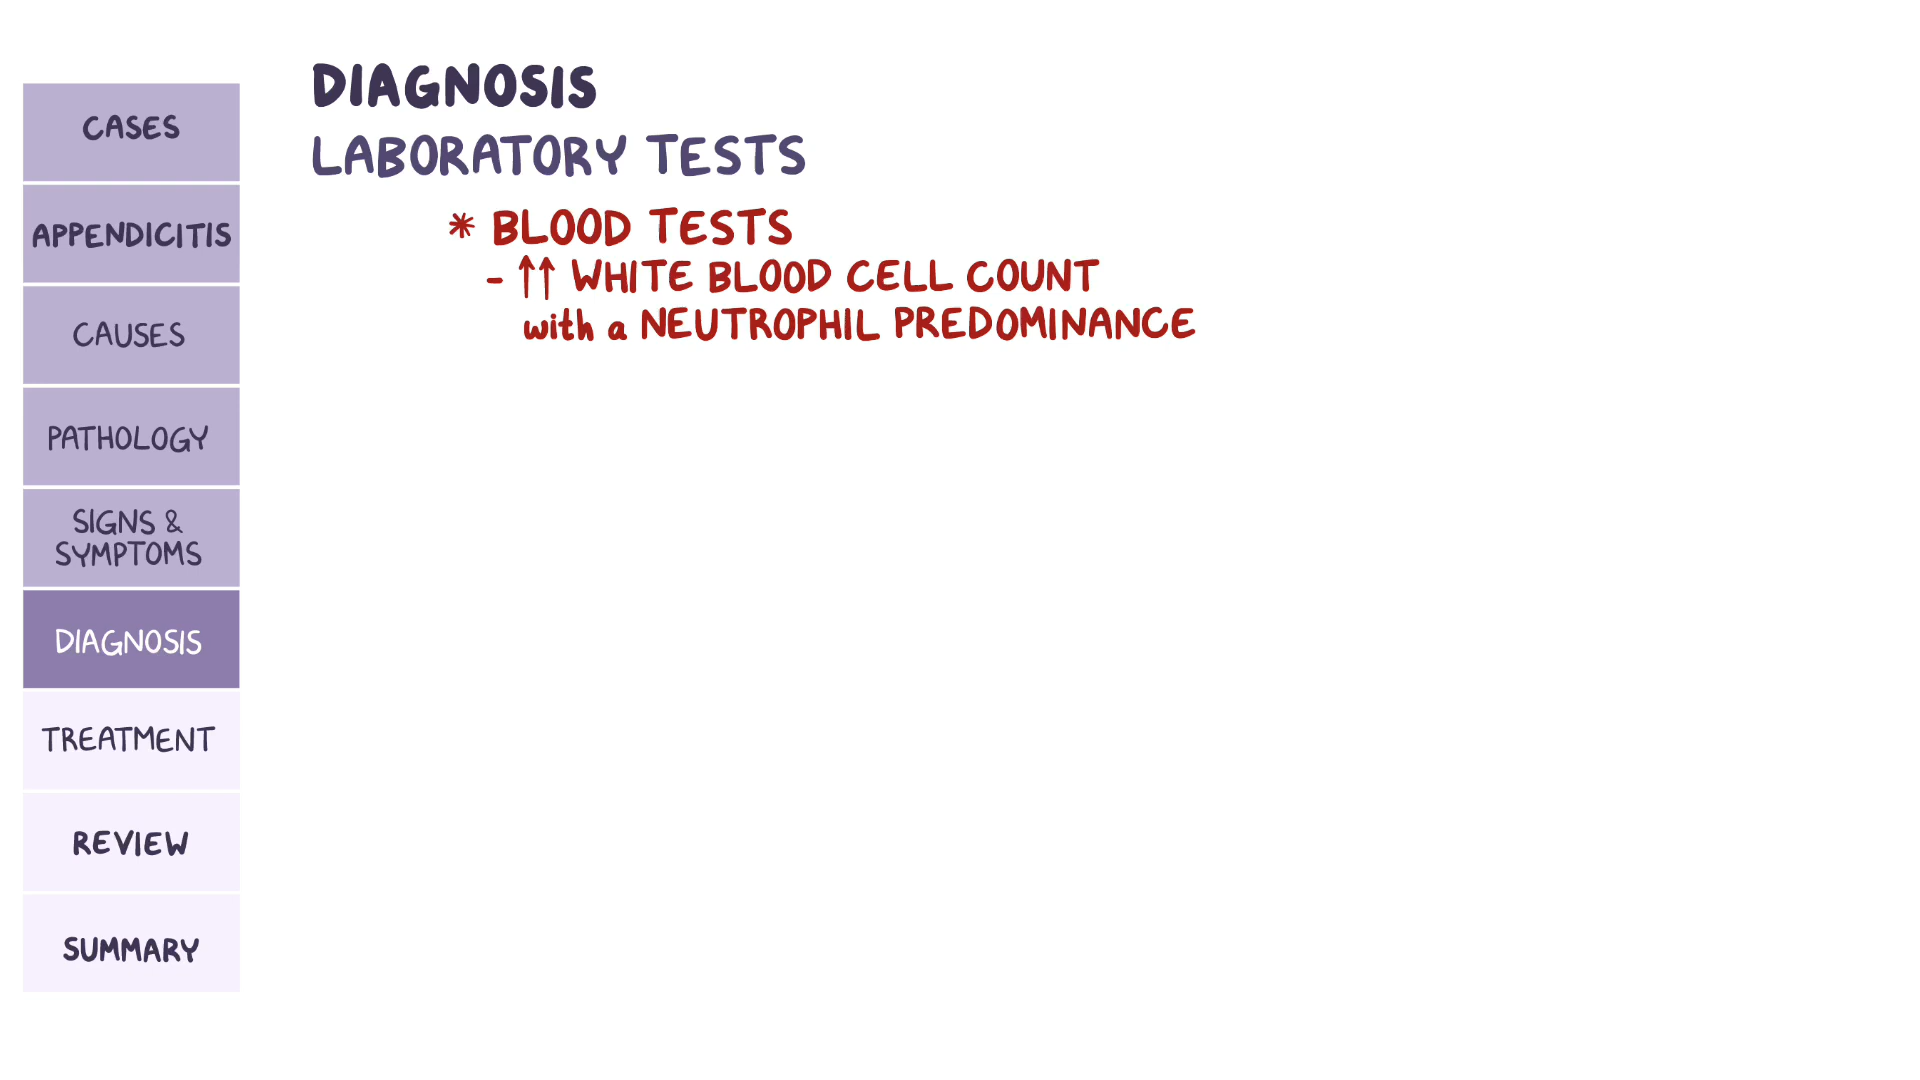 CASES
APPENDICITIS
CAUSES
PATHOLOGY
SIGNS &
SYMPTOMS
DIAGNOSIS
TREATMENT
REVIEW
SUMMARY
DIAGNOSIS
LABORATORY TESTS
* BLOOD TESTS
- ↑↑ WHITE BLOOD CELL COUNT
with a NEUTROPHIL PREDOMINANCE